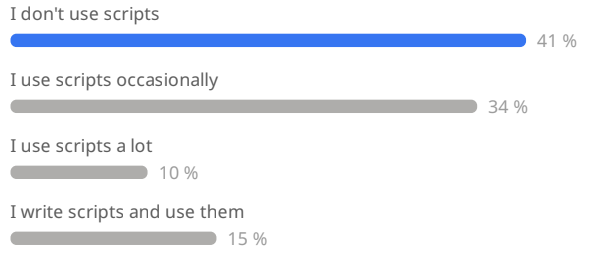 I don't use scripts
41 %
I use scripts occasionally
34 %
I use scripts a lot
10 %
I write scripts and use them
15 %